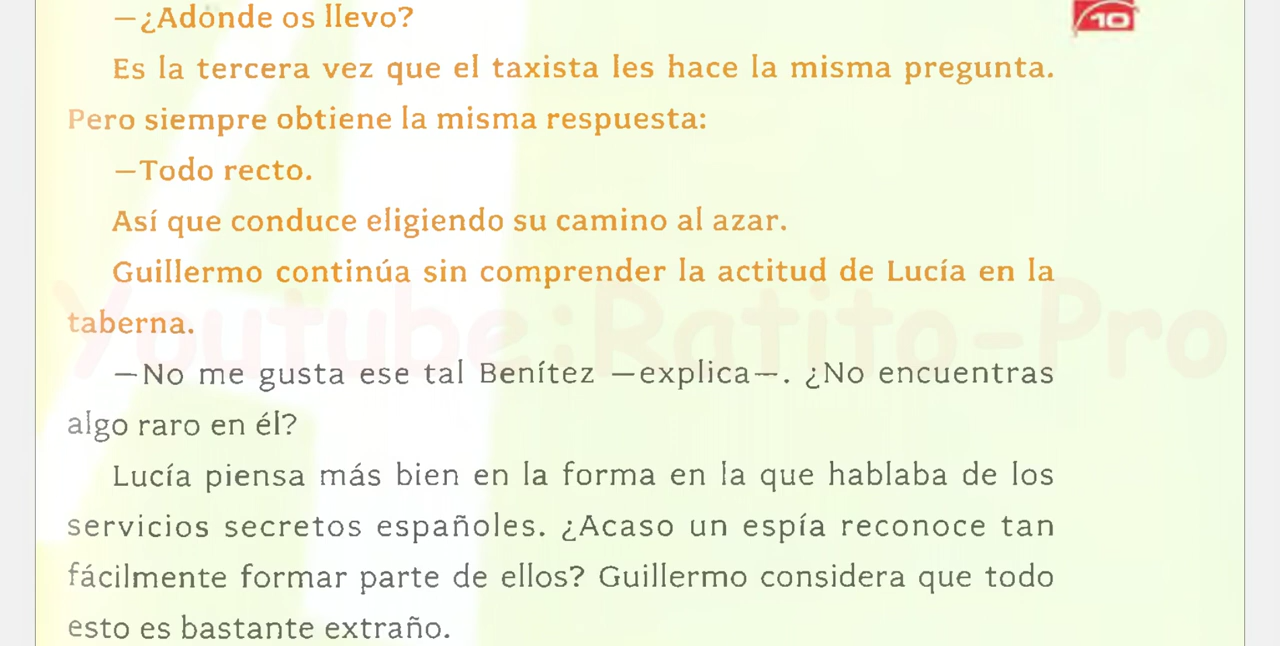 —¿Adónde os llevo?
10
Es la tercera vez que el taxista les hace la misma pregunta.
Pero siempre obtiene la misma respuesta:
—Todo recto.
Así que conduce eligiendo su camino al azar.
Guillermo continúa sin comprender la actitud de Lucía en la
taberna.
Youtube:Ratito-Pro
—No me gusta ese tal Benítez —explica—. ¿No encuentras
algo raro en él?
Lucía piensa más bien en la forma en la que hablaba de los
servicios secretos españoles. ¿Acaso un espía reconoce tan
fácilmente formar parte de ellos? Guillermo considera que todo
esto es bastante extraño.